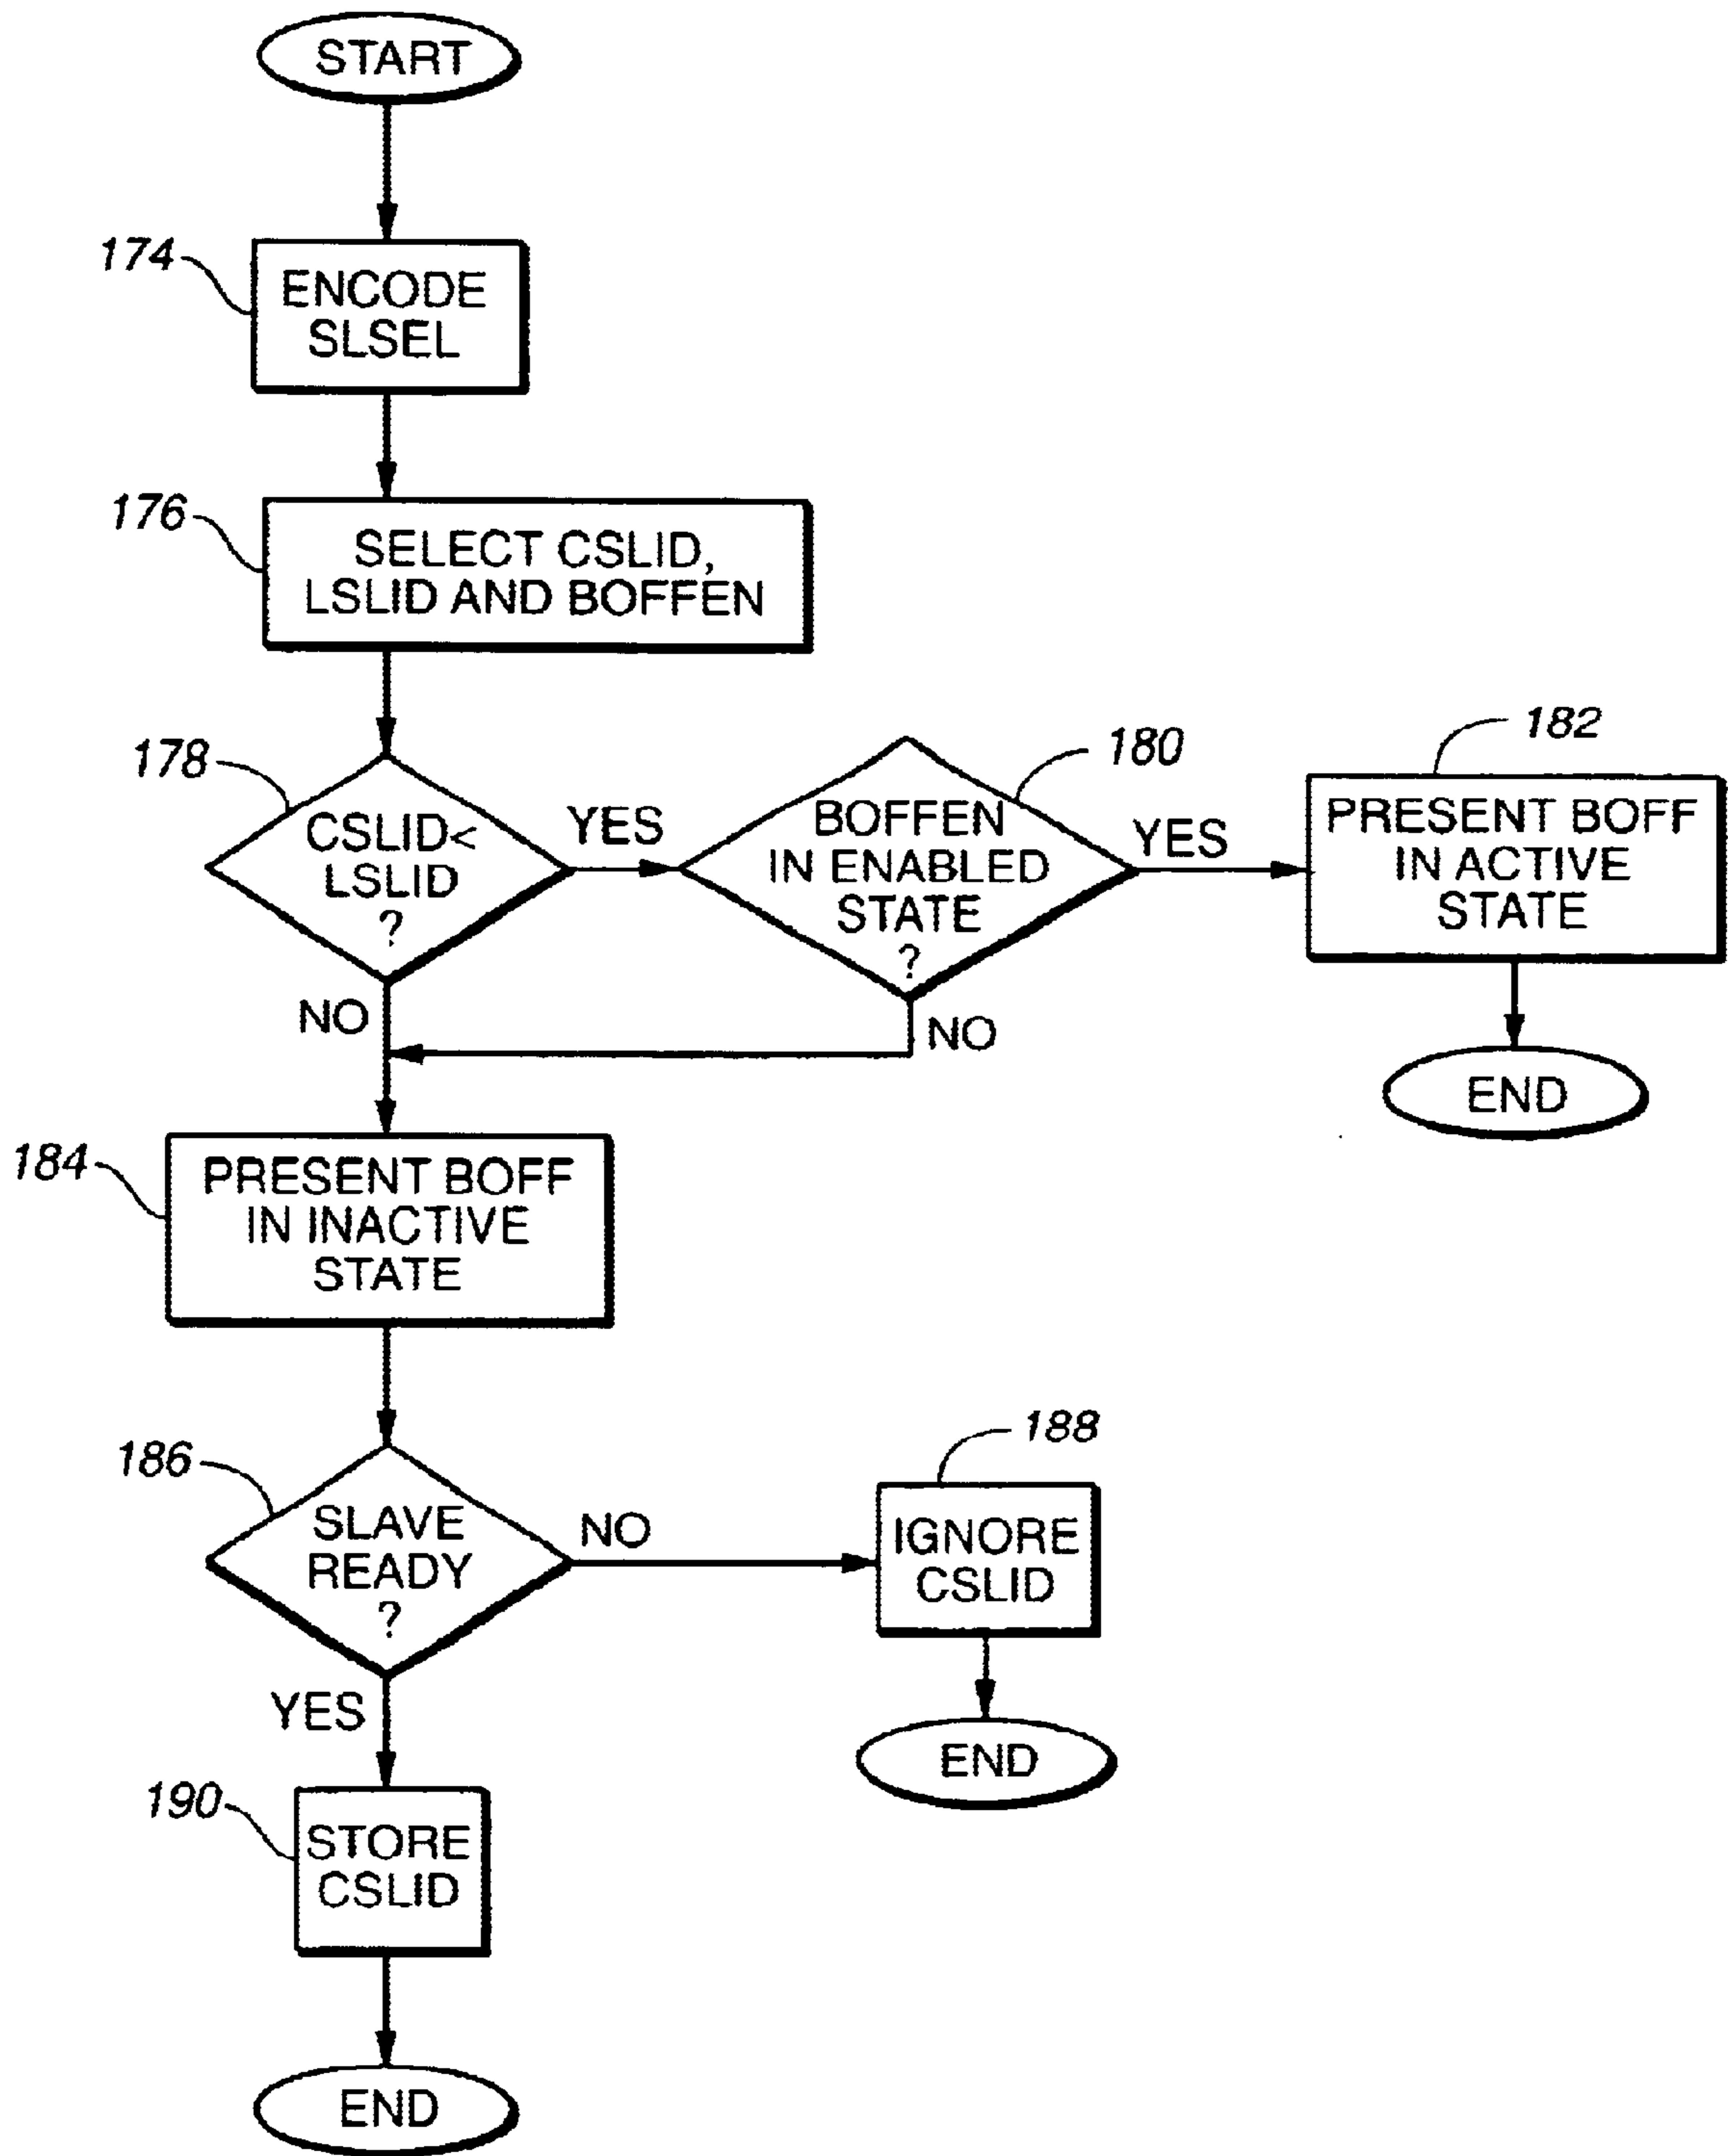 START
174
ENCODE
SLSEL
176
SELECT CSLID,
LSLID AND BOFFEN
178
CSLID<
LSLID
?
YES
NO
180
BOFFEN
IN ENABLED
STATE
?
YES
NO
182
PRESENT BOFF
IN ACTIVE
STATE
END
184
PRESENT BOFF
IN INACTIVE
STATE
186
SLAVE
READY
?
NO
YES
188
IGNORE
CSLID
END
190
STORE
CSLID
END